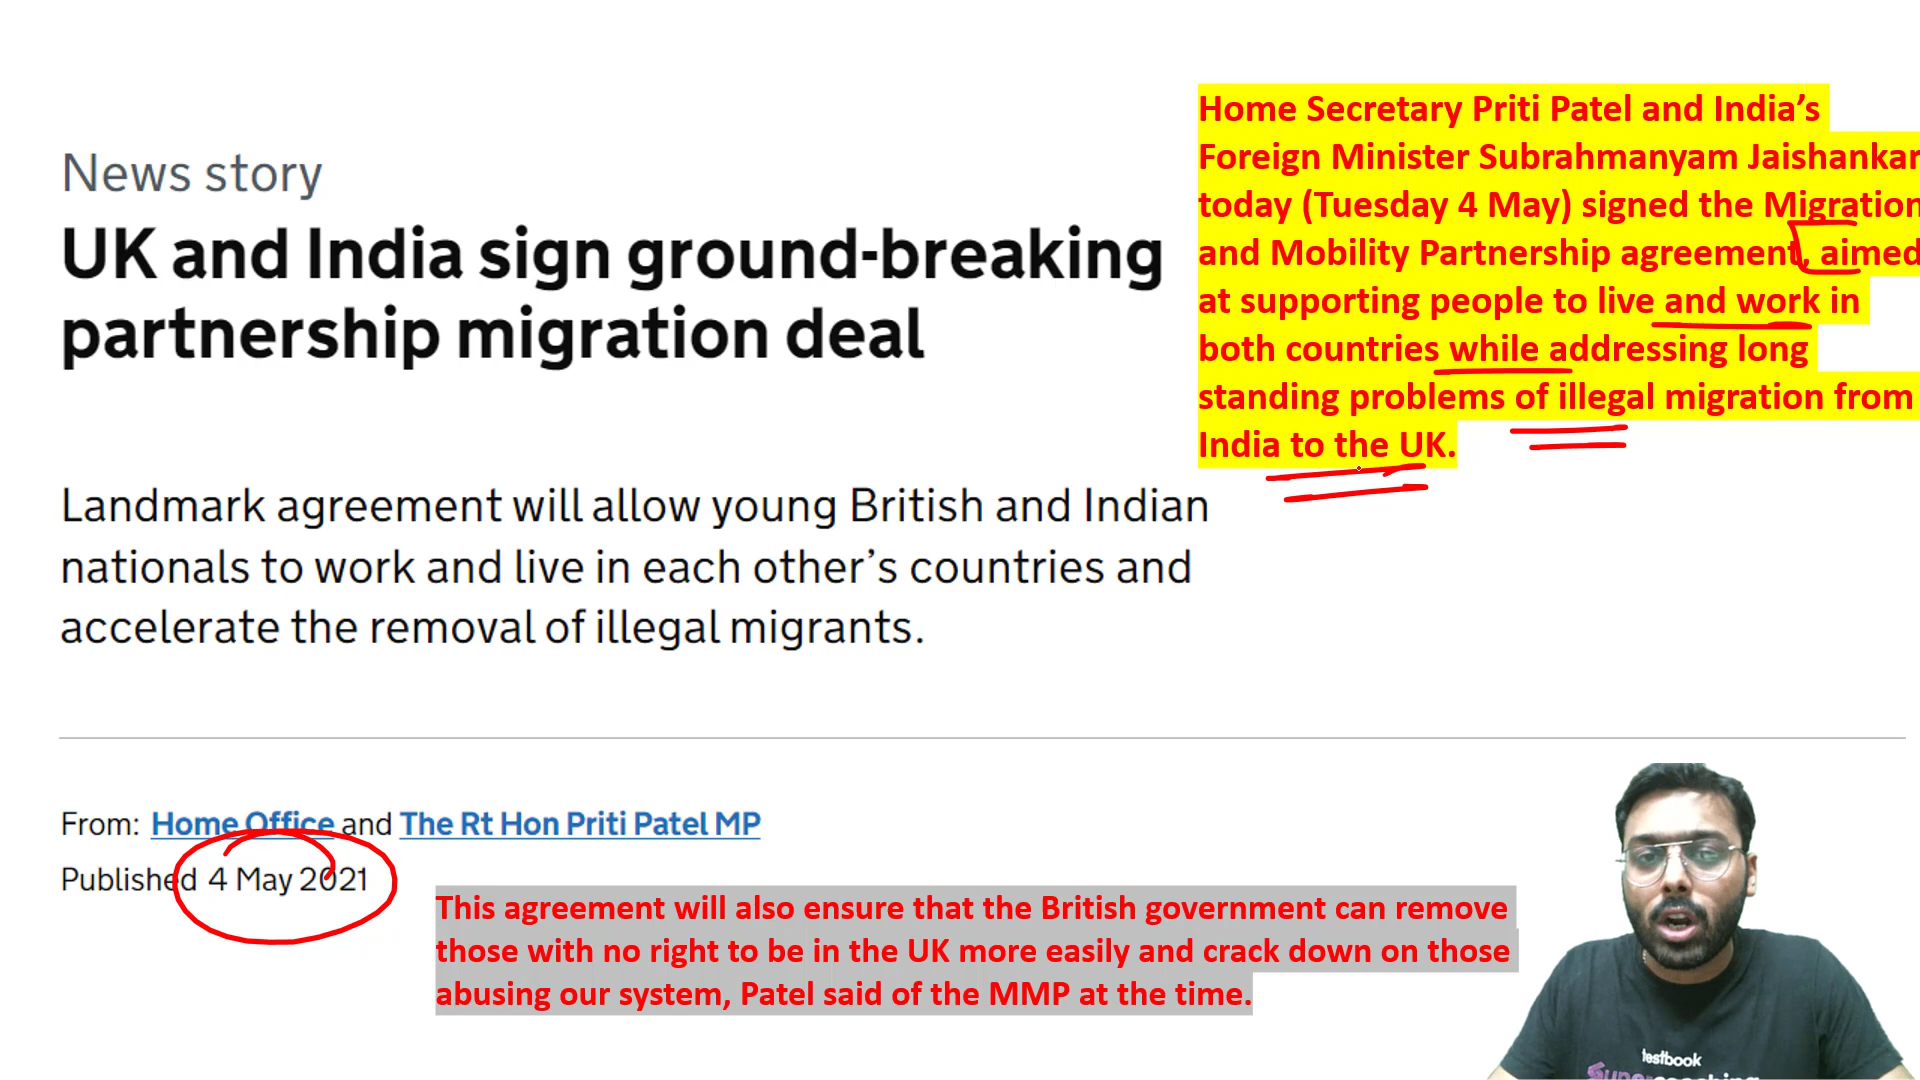 News story
UK and India sign ground-breaking
partnership migration deal
Landmark agreement will allow young British and Indian
nationals to work and live in each other’s countries and
accelerate the removal of illegal migrants.
From: Home Office and The Rt Hon Priti Patel MP
Published 4 May 2021
Home Secretary Priti Patel and India’s
Foreign Minister Subrahmanyam Jaishankar
today (Tuesday 4 May) signed the Migration
and Mobility Partnership agreement, aimed
at supporting people to live and work in
both countries while addressing long
standing problems of illegal migration from
India to the UK.
This agreement will also ensure that the British government can remove
those with no right to be in the UK more easily and crack down on those
abusing our system, Patel said of the MMP at the time.
testbook
Supercoaching